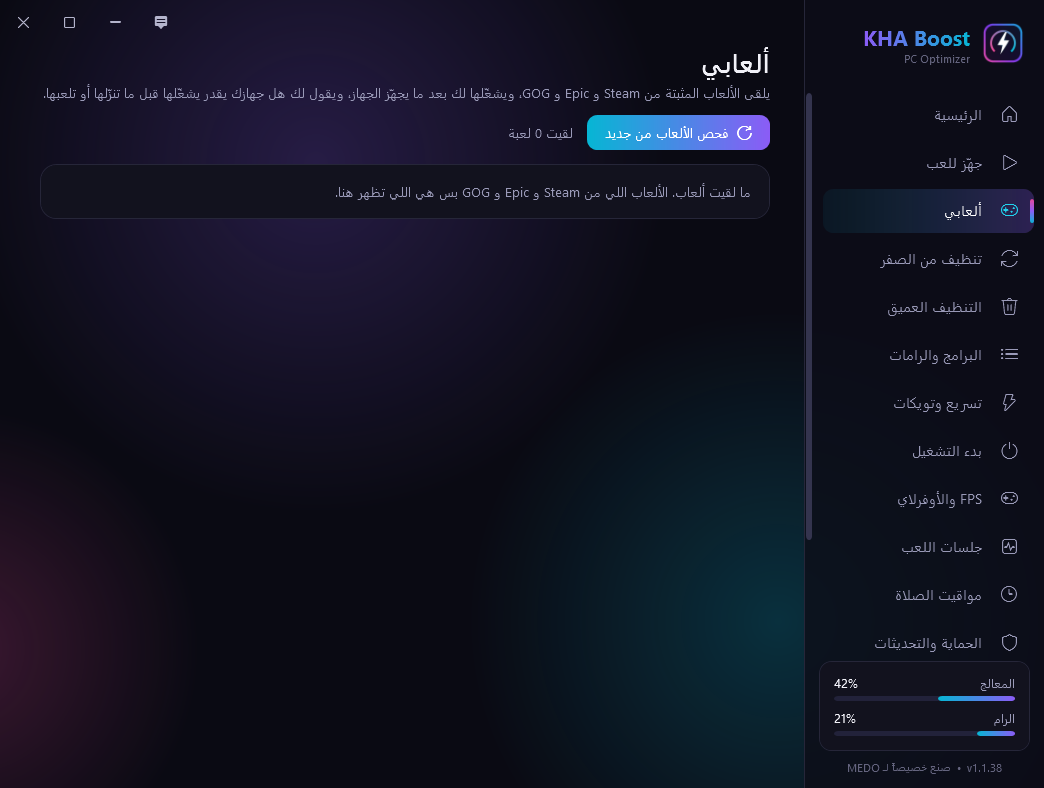 KHA Boost
PC Optimizer
الرئيسية
جهّز للعب
ألعابي
تنظيف من الصفر
التنظيف العميق
البرامج والرامات
تسريع وتويكات
بدء التشغيل
FPS والأوفرلاي
جلسات اللعب
مواقيت الصلاة
الحماية والتحديثات
المعالج 42%
الرام 21%
صنع خصيصاً لـ MEDO • v1.1.38
ألعابي
يلقى الألعاب المثبتة من Steam و Epic و GOG، ويشغّلها لك بعد ما يجهّز الجهاز، ويقول لك هل جهازك يقدر يشغّلها قبل ما تنزّلها أو تلعبها.
فحص الألعاب من جديد
لقيت 0 لعبة
ما لقيت ألعاب. الألعاب اللي من Steam و Epic و GOG بس هي اللي تظهر هنا.